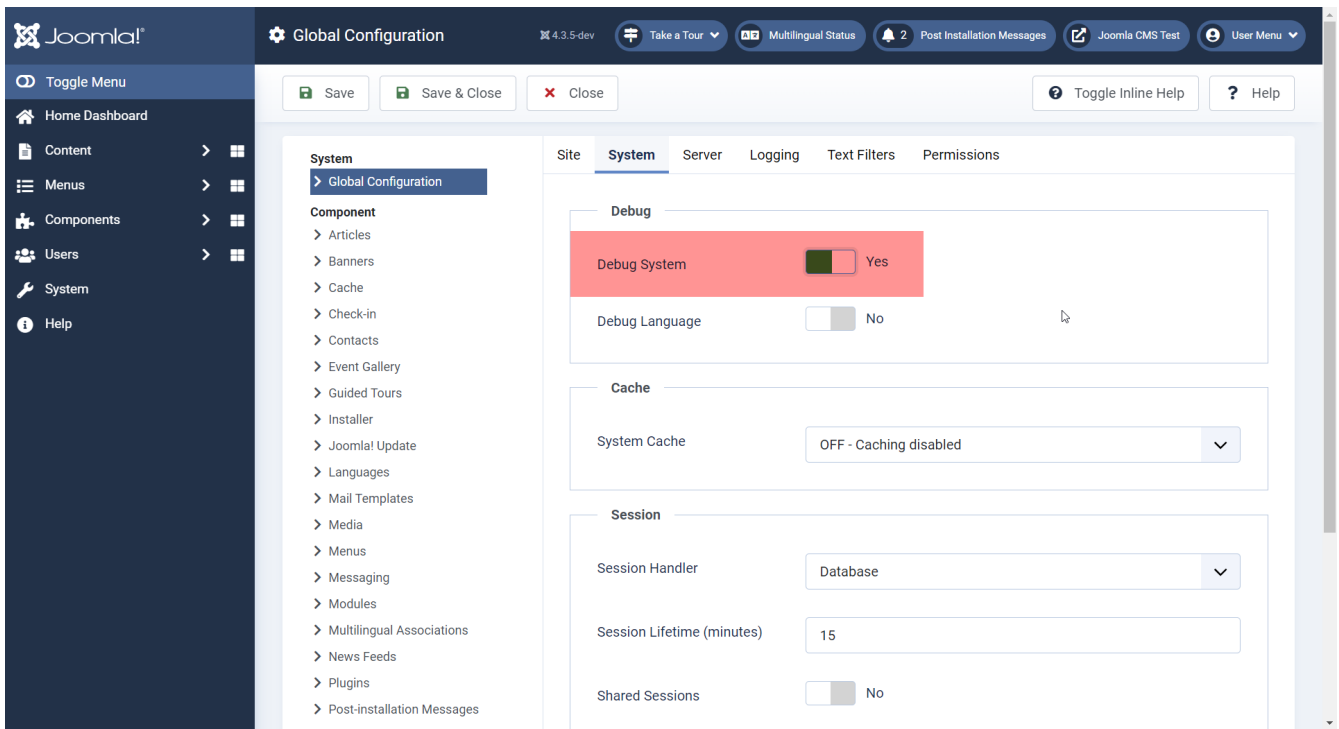 Joomla!®
Global Configuration
4.3.5-dev
Take a Tour
Multilingual Status
2 Post Installation Messages
Joomla CMS Test
User Menu
Toggle Menu
Home Dashboard
Content
Menus
Components
Users
System
Help
Save
Save & Close
Close
Toggle Inline Help
? Help
System
Global Configuration
Component
Articles
Banners
Cache
Check-in
Contacts
Event Gallery
Guided Tours
Installer
Joomla! Update
Languages
Mail Templates
Media
Menus
Messaging
Modules
Multilingual Associations
News Feeds
Plugins
Post-installation Messages
Site System Server Logging Text Filters Permissions
Debug
Debug System Yes
Debug Language No
Cache
System Cache OFF - Caching disabled
Session
Session Handler Database
Session Lifetime (minutes) 15
Shared Sessions No